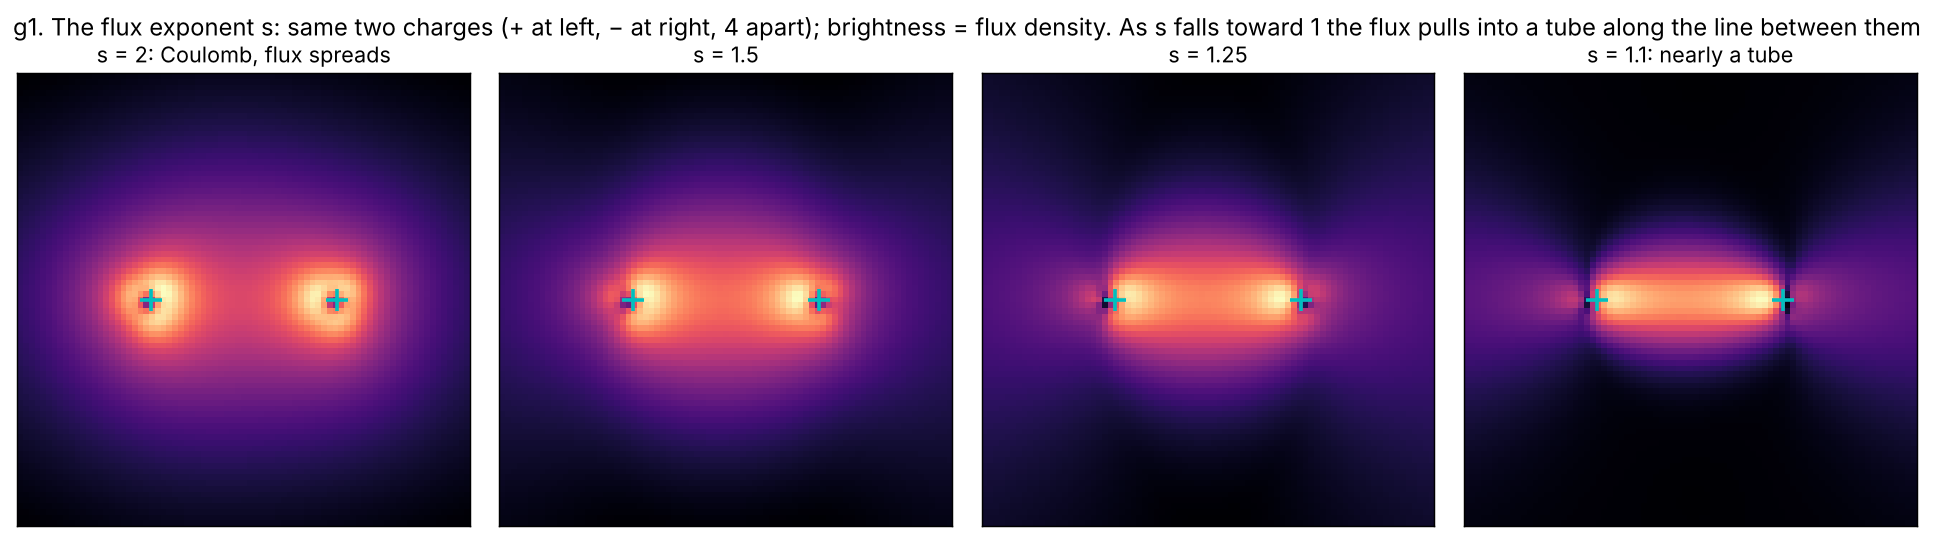 g1. The flux exponent s: same two charges (+ at left, − at right, 4 apart); brightness = flux density. As s falls toward 1 the flux pulls into a tube along the line between them
s = 2: Coulomb, flux spreads
s = 1.5
s = 1.25
s = 1.1: nearly a tube